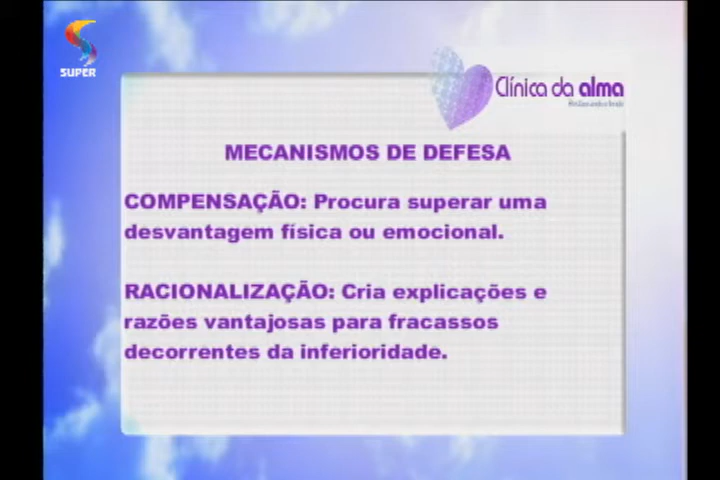 SUPER
Clínica da alma
MECANISMOS DE DEFESA
COMPENSAÇÃO: Procura superar uma
desvantagem física ou emocional.
RACIONALIZAÇÃO: Cria explicações e
razões vantajosas para fracassos
decorrentes da inferioridade.